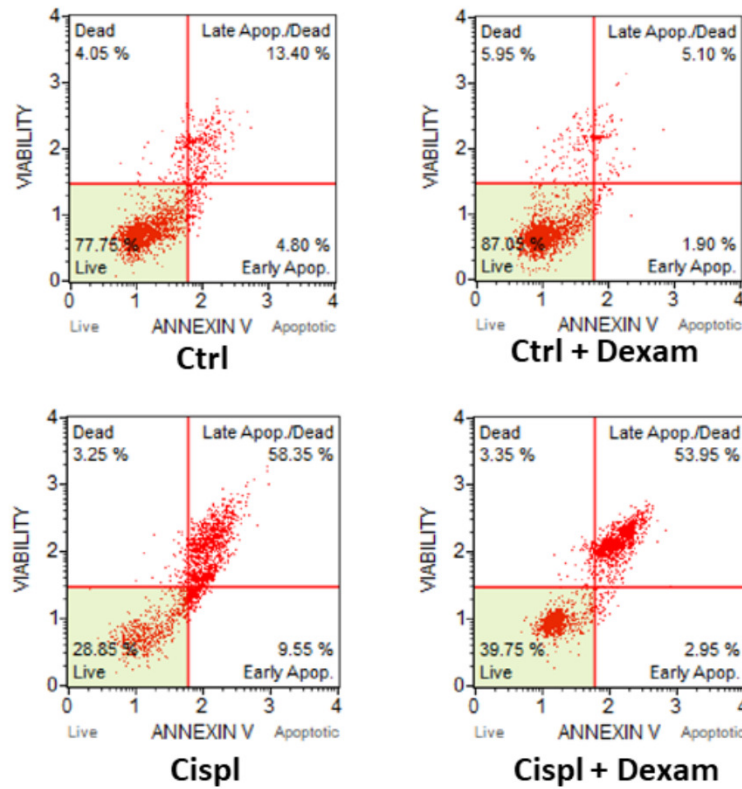 4
Dead
Late Apop./Dead
4.05 %
13.40 %
3
VIABILITY
2
1
77.75 %
4.80 %
Live
Early Apop.
0
0
1
2
3
4
Live
ANNEXIN V
Apoptotic
Ctrl
4
Dead
Late Apop./Dead
5.95 %
5.10 %
3
VIABILITY
2
1
87.05 %
1.90 %
Live
Early Apop.
0
0
1
2
3
4
Live
ANNEXIN V
Apoptotic
Ctrl + Dexam
4
Dead
Late Apop./Dead
3.25 %
58.35 %
3
VIABILITY
2
1
28.85 %
9.55 %
Live
Early Apop.
0
0
1
2
3
4
Live
ANNEXIN V
Apoptotic
Cispl
4
Dead
Late Apop./Dead
3.35 %
53.95 %
3
VIABILITY
2
1
39.75 %
2.95 %
Live
Early Apop.
0
0
1
2
3
4
Live
ANNEXIN V
Apoptotic
Cispl + Dexam